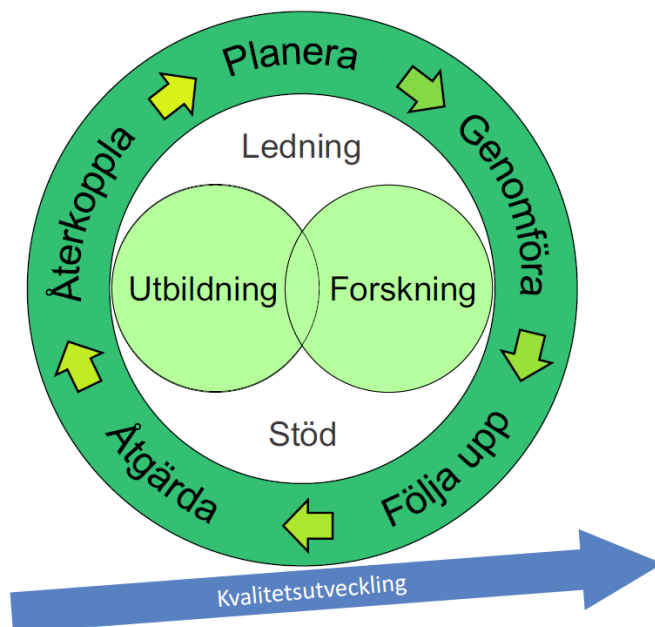 Planera
Genomföra
Följa upp
Åtgärda
Återkoppla
Ledning
Utbildning
Forskning
Stöd
Kvalitetsutveckling